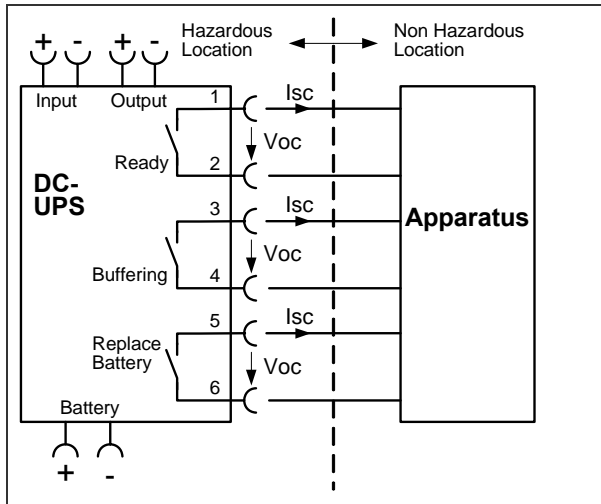 Hazardous
Location
Non Hazardous
Location
+ - + -
Input Output
1 Isc
Ready
Voc
2
DC-
UPS
3 Isc
Apparatus
Voc
Buffering
4
5 Isc
Replace
Battery
Voc
6
Battery
+ -